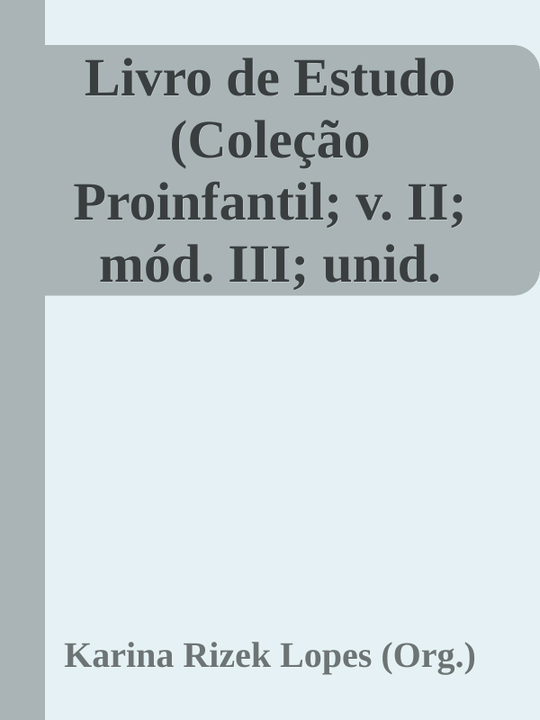 Livro de Estudo
(Coleção
Proinfantil; v. II;
mód. III; unid.
Karina Rizek Lopes (Org.)